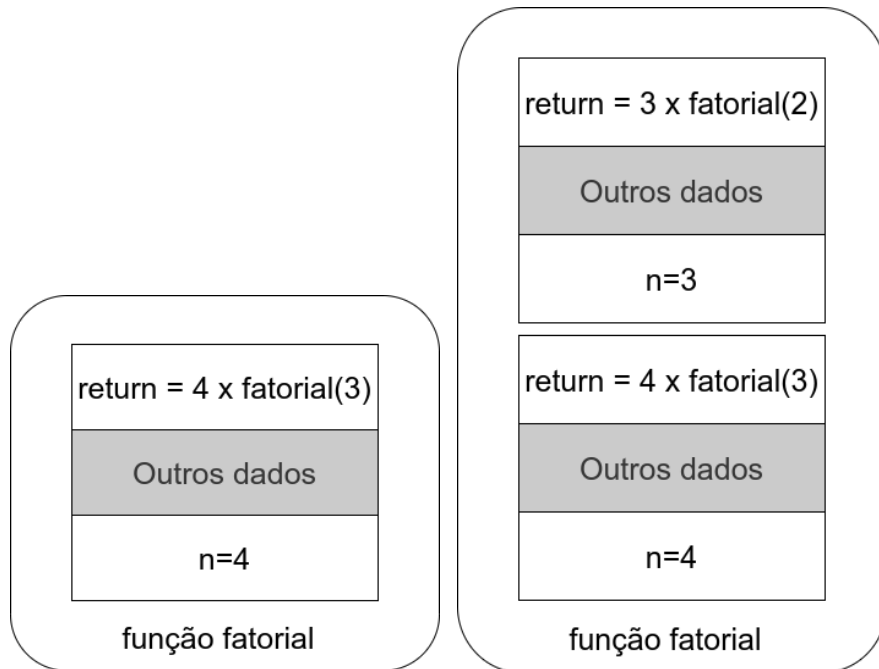 return = 4 x fatorial(3)
Outros dados
n=4
função fatorial
return = 3 x fatorial(2)
Outros dados
n=3
return = 4 x fatorial(3)
Outros dados
n=4
função fatorial